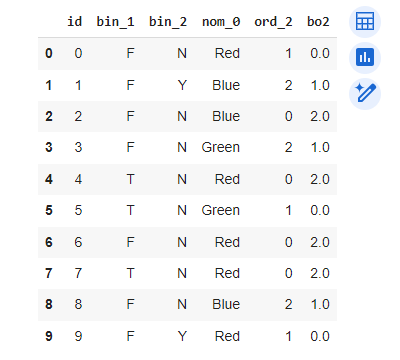 id bin_1 bin_2 nom_0 ord_2 bo2
0 0 F N Red 1 0.0
1 1 F Y Blue 2 1.0
2 2 F N Blue 0 2.0
3 3 F N Green 2 1.0
4 4 T N Red 0 2.0
5 5 T N Green 1 0.0
6 6 F N Red 0 2.0
7 7 T N Red 0 2.0
8 8 F N Blue 2 1.0
9 9 F Y Red 1 0.0